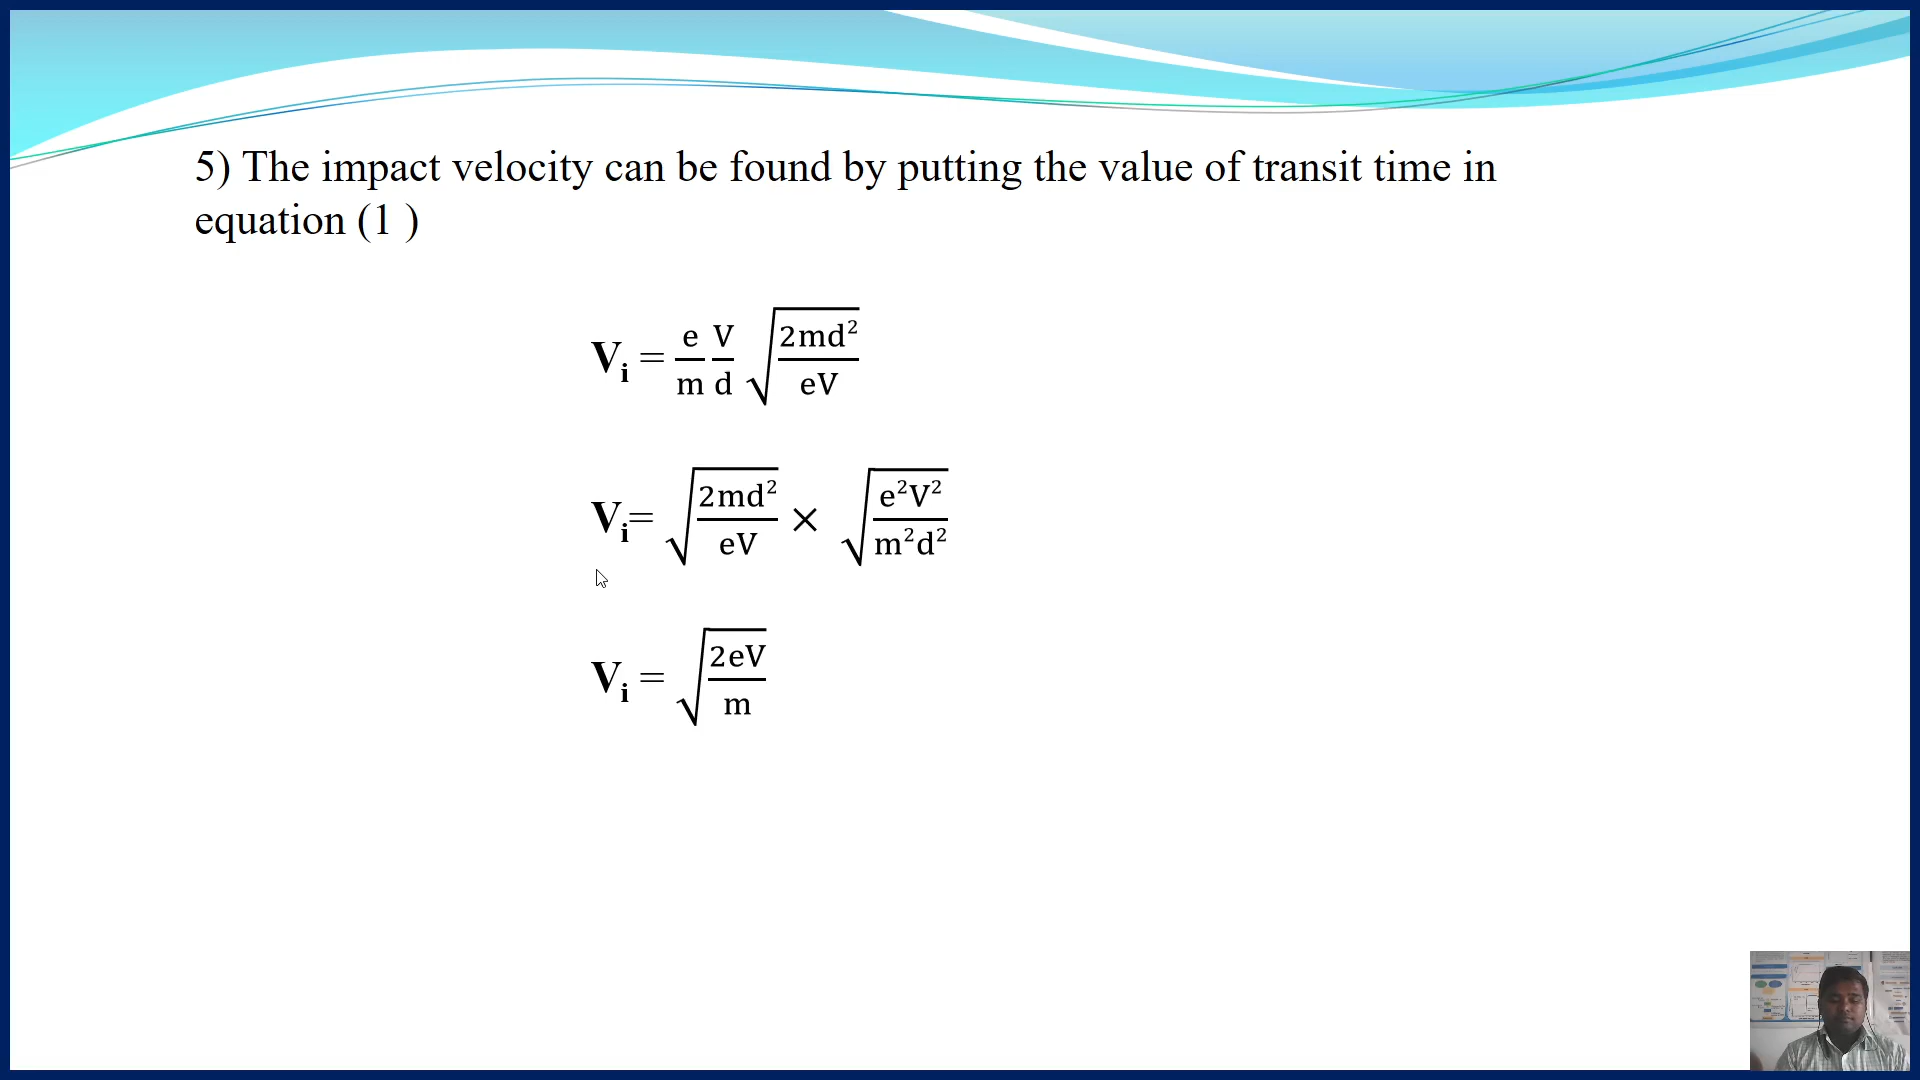 5) The impact velocity can be found by putting the value of transit time in
equation (1 )
Vᵢ = e/m V/d √(2md²/eV)
Vᵢ= √(2md²/eV) × √(e²V²/m²d²)
Vᵢ = √(2eV/m)